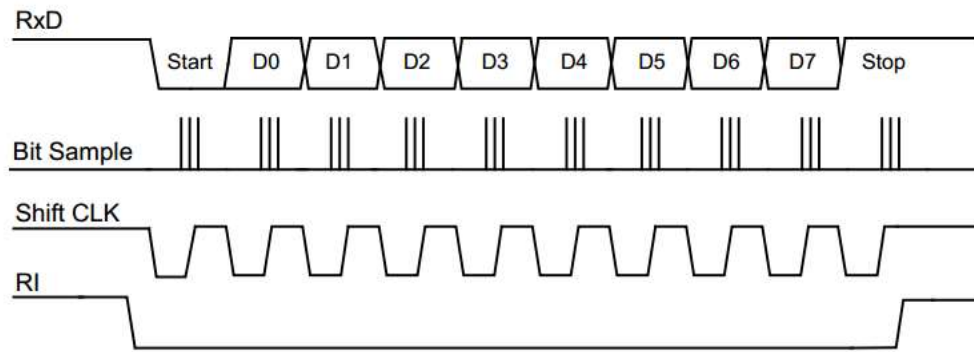 RxD
Start D0 D1 D2 D3 D4 D5 D6 D7 Stop
Bit Sample
Shift CLK
RI